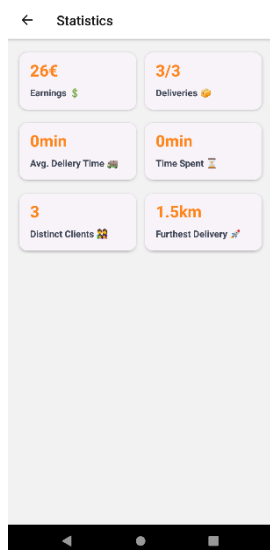 Statistics
26€
Earnings 💲
3/3
Deliveries 📦
0min
Avg. Dellery Time 🚚
0min
Time Spent ⏳
3
Distinct Clients 👫
1.5km
Furthest Delivery 🚀